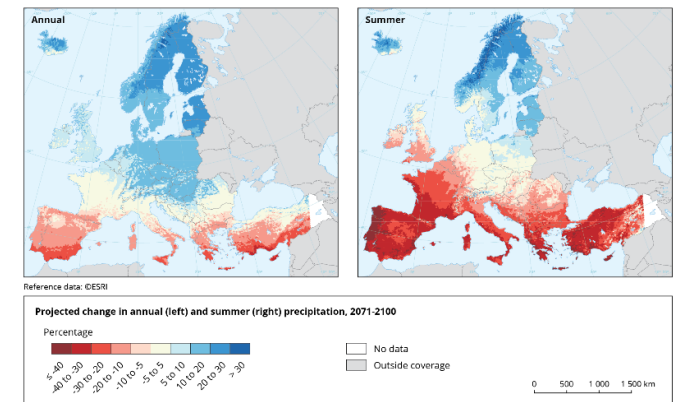 Annual
Summer
Reference data: ©ESRI
Projected change in annual (left) and summer (right) precipitation, 2071-2100
Percentage
≤ -40
-40 to -30
-30 to -20
-20 to -10
-10 to -5
-5 to 5
5 to 10
10 to 20
20 to 30
> 30
No data
Outside coverage
0 500 1 000 1 500 km